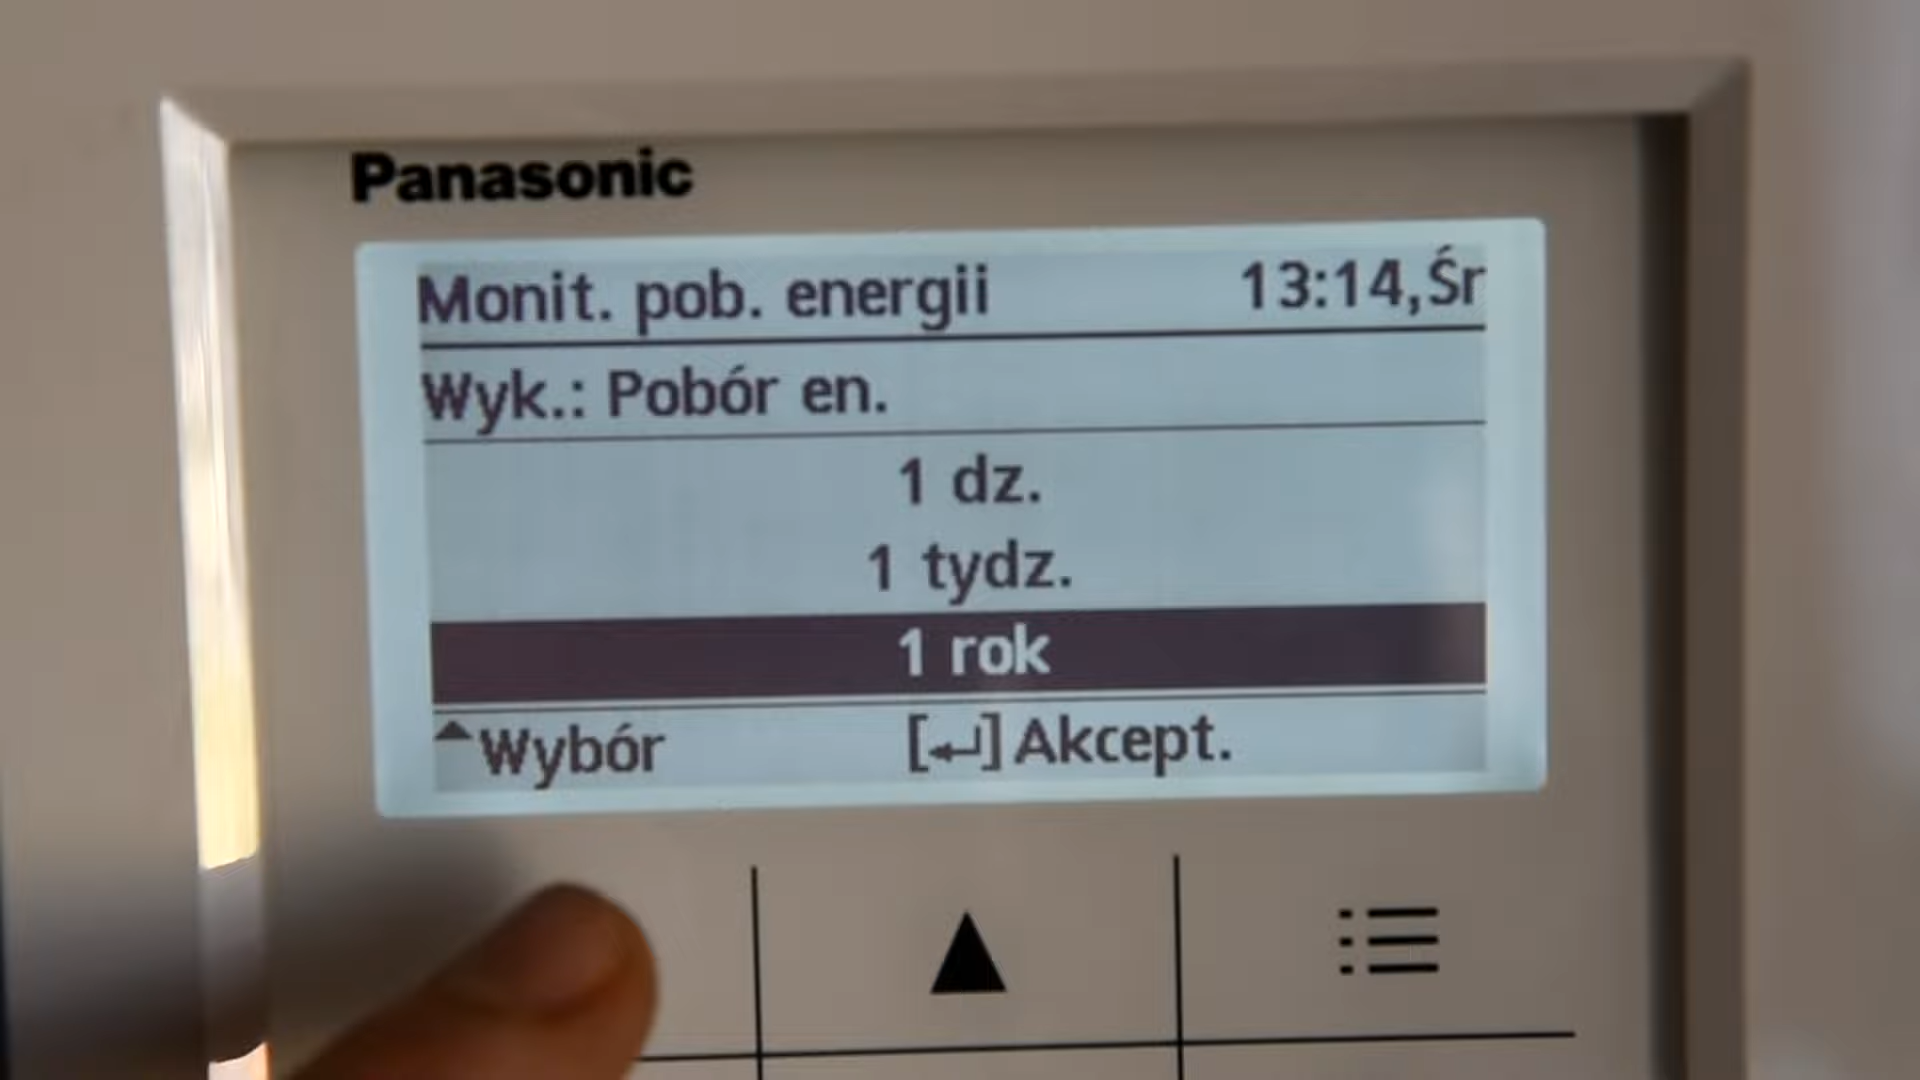 Panasonic
Monit. pob. energii 13:14,Śr
Wyk.: Pobór en.
1 dz.
1 tydz.
1 rok
Wybór [↵] Akcept.